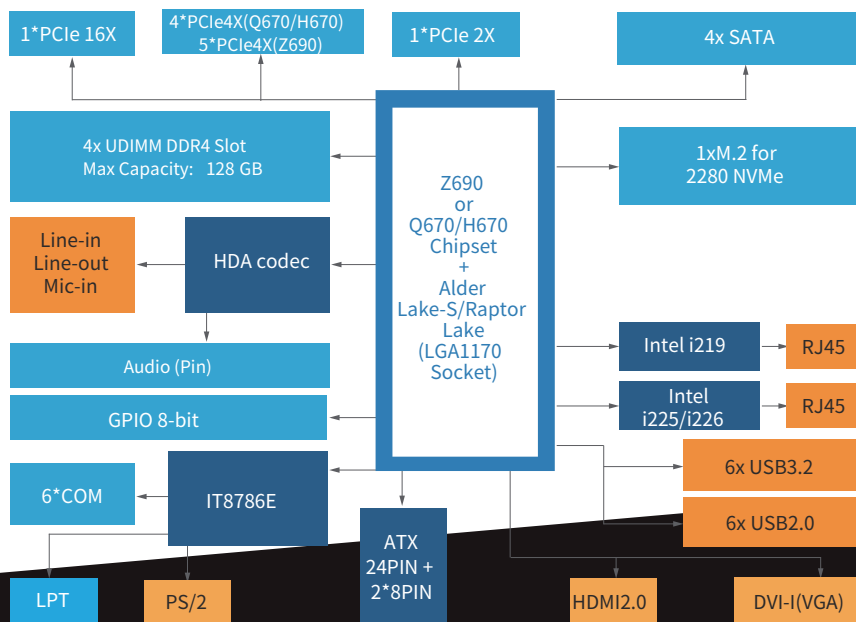 1*PCIe 16X
4*PCIe4X(Q670/H670)
5*PCIe4X(Z690)
1*PCIe 2X
4x SATA
4x UDIMM DDR4 Slot
Max Capacity: 128 GB
1xM.2 for
2280 NVMe
Z690
or
Q670/H670
Chipset
+
Alder
Lake-S/Raptor
Lake
(LGA1170
Socket)
Line-in
Line-out
Mic-in
HDA codec
Audio (Pin)
GPIO 8-bit
Intel i219
RJ45
Intel
i225/i226
RJ45
6*COM
IT8786E
6x USB3.2
6x USB2.0
ATX
24PIN +
2*8PIN
LPT
PS/2
HDMI2.0
DVI-I(VGA)